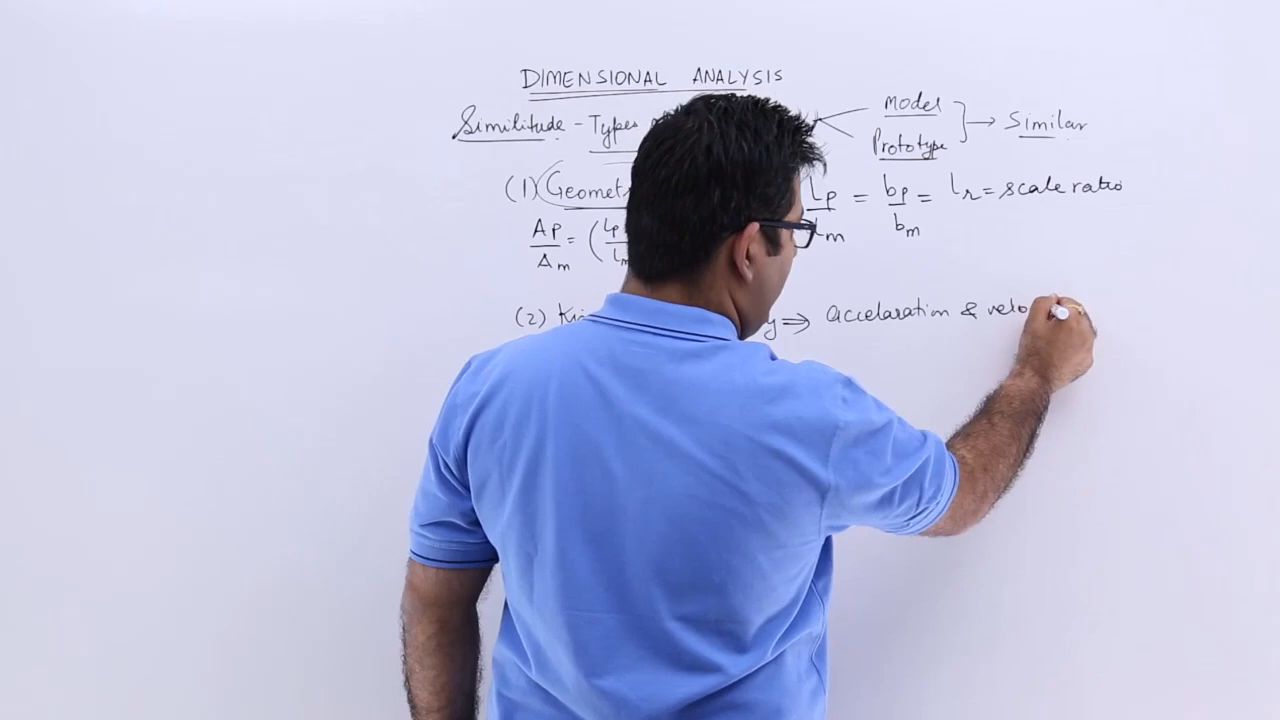 DIMENSIONAL ANALYSIS
Similitude - Types Model
Prototype } → Similar
(1) Geomet Lp/Lm = bp/bm = Lr = scale ratio
Ap/Am = (Lp/Lm
(2) Ki y ⇒ accelaration & velo